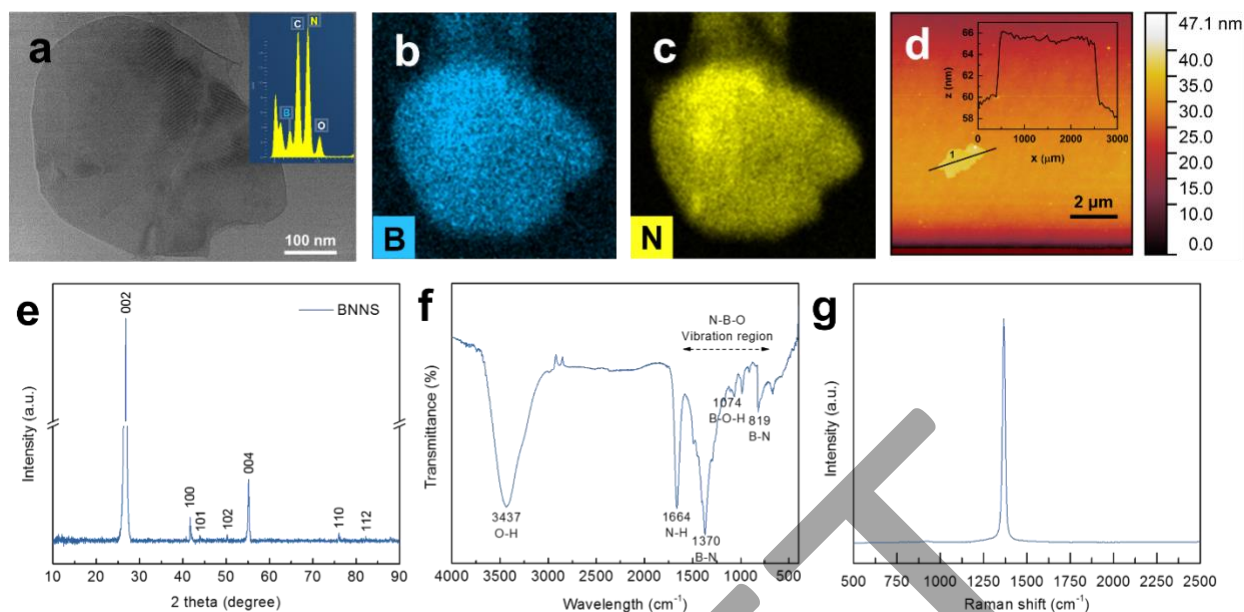 a
C
N
B
O
100 nm
b
B
c
N
d
66
64
62
60
58
z (nm)
0
1000
2000
3000
x (μm)
1
2 μm
47.1 nm
40.0
35.0
30.0
25.0
20.0
15.0
10.0
0.0
e
002
BNNS
100
101
102
004
110
112
Intensity (a.u.)
10 20 30 40 50 60 70 80 90
2 theta (degree)
f
N-B-O
Vibration region
1074
B-O-H
819
B-N
3437
O-H
1664
N-H
1370
B-N
Transmittance (%)
4000 3500 3000 2500 2000 1500 1000 500
Wavelength (cm⁻¹)
g
Intensity (a.u.)
500 750 1000 1250 1500 1750 2000 2250 2500
Raman shift (cm⁻¹)